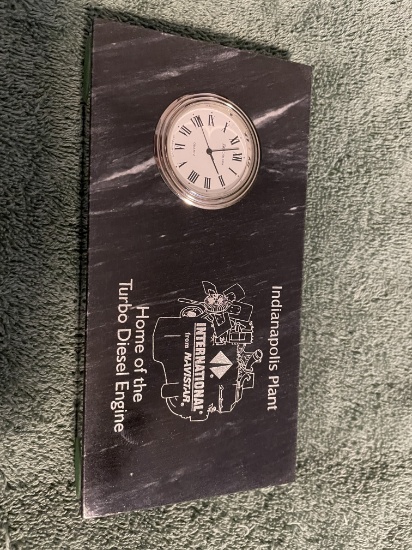 Indianapolis Plant
INTERNATIONAL®
from NAVISTAR®
Home of the
Turbo Diesel Engine